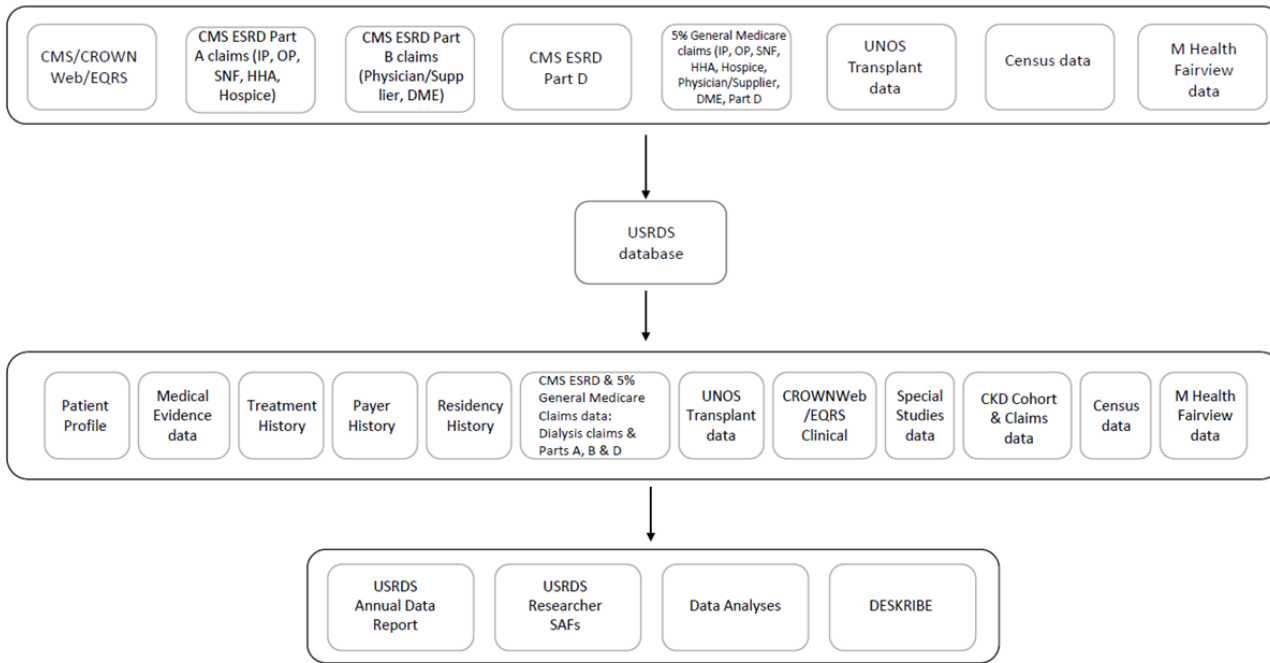 CMS/CROWN
Web/EQRS
CMS ESRD Part
A claims (IP, OP,
SNF, HHA,
Hospice)
CMS ESRD Part
B claims
(Physician/Supp
lier, DME)
CMS ESRD
Part D
5% General Medicare
claims (IP, OP, SNF,
HHA, Hospice,
Physician/Supplier,
DME, Part D
UNOS
Transplant
data
Census data
M Health
Fairview
data
USRDS
database
Patient
Profile
Medical
Evidence
data
Treatment
History
Payer
History
Residency
History
CMS ESRD & 5%
General Medicare
Claims data:
Dialysis claims &
Parts A, B & D
UNOS
Transplant
data
CROWNWeb
/EQRS
Clinical
Special
Studies
data
CKD Cohort
& Claims
data
Census
data
M Health
Fairview
data
USRDS
Annual Data
Report
USRDS
Researcher
SAFs
Data Analyses
DESKRIBE